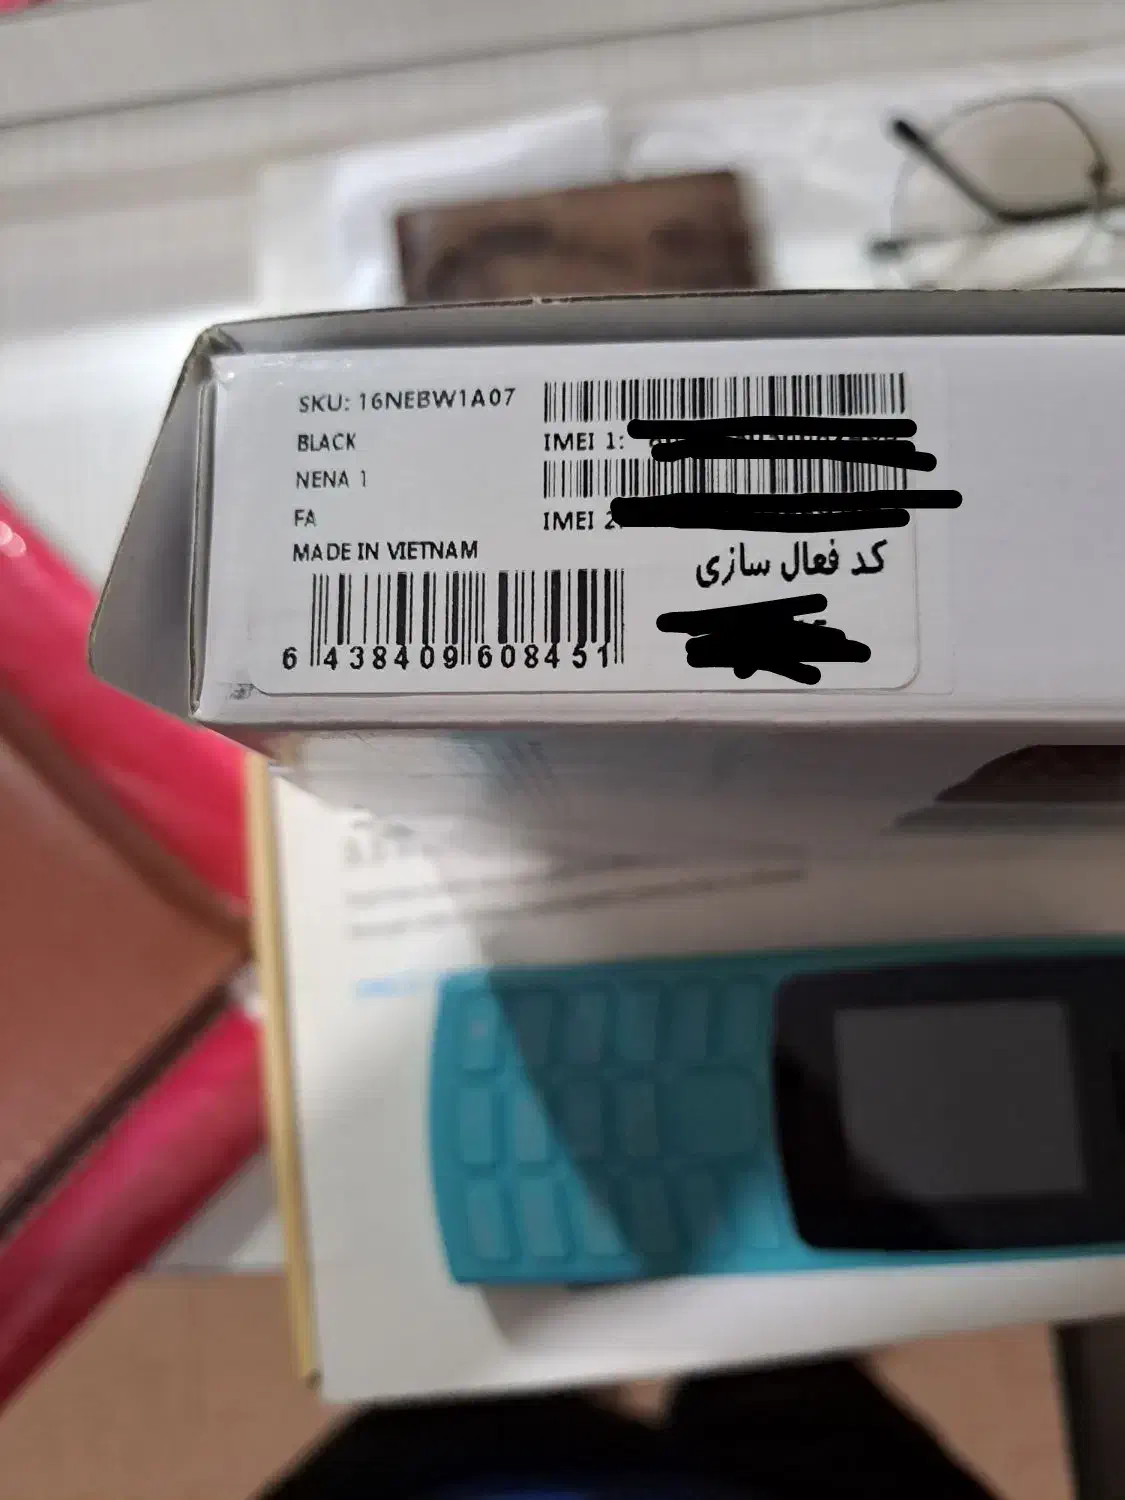 SKU: 16NEBW1A07
BLACK
NENA 1
FA
MADE IN VIETNAM
6 438409 608451
IMEI 1:
IMEI 2
کد فعال سازی